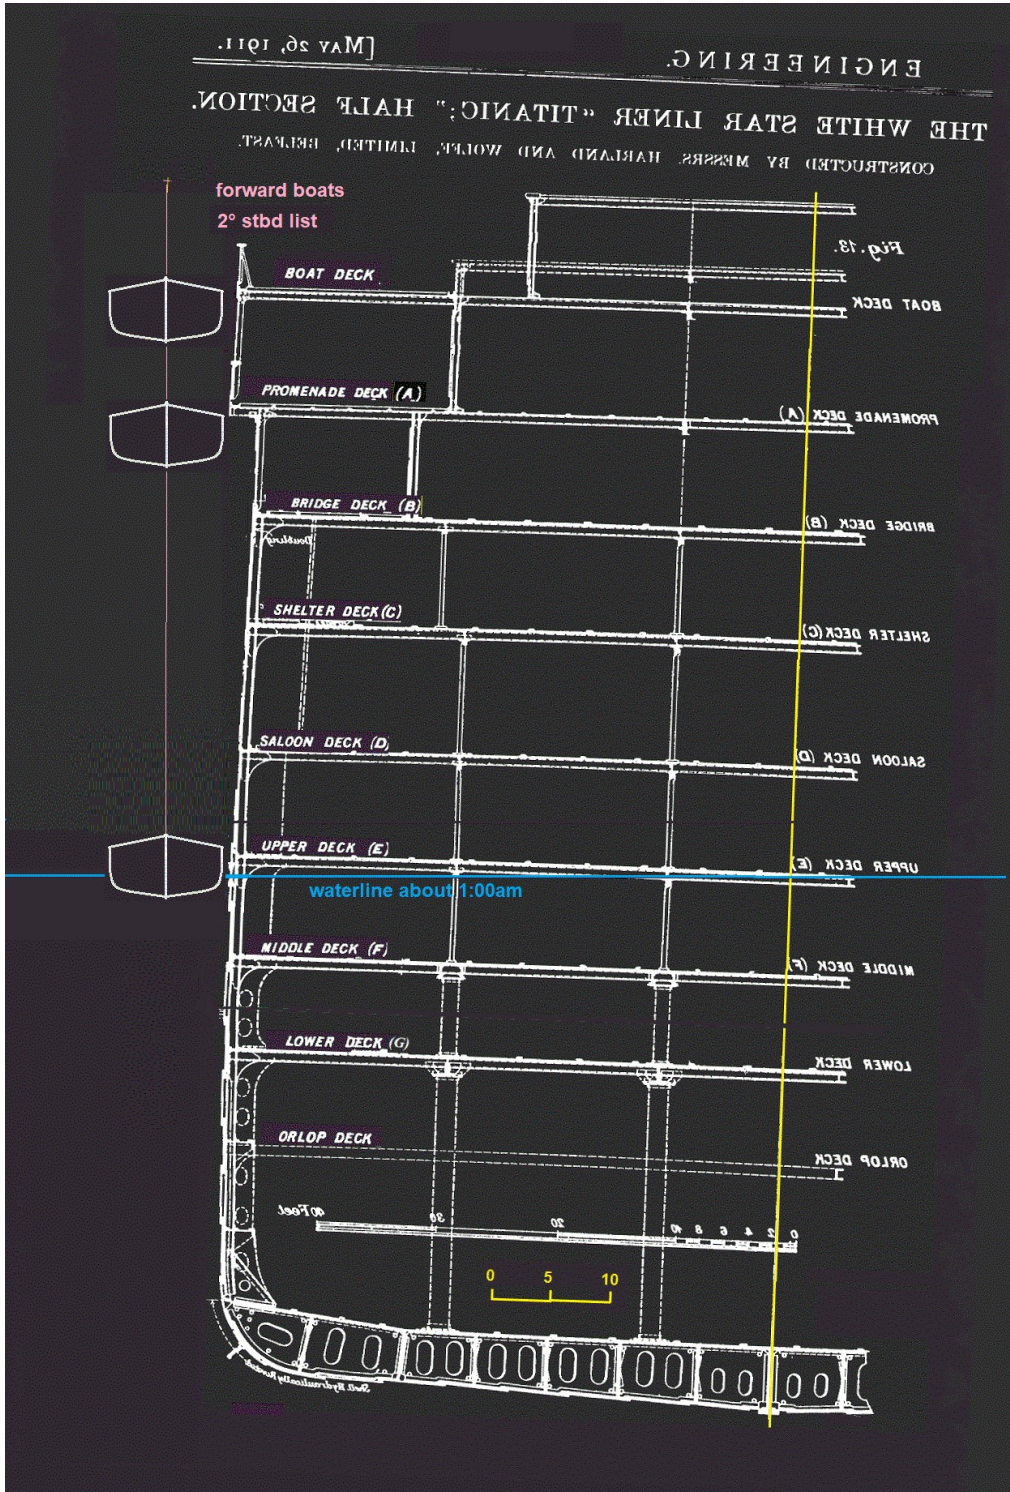 [MAY 26, 1911.
ENGINEERING.
THE WHITE STAR LINER “TITANIC;” HALF SECTION.
CONSTRUCTED BY MESSRS. HARLAND AND WOLFF, LIMITED, BELFAST.
forward boats
2° stbd list
Fig. 13.
BOAT DECK
BOAT DECK
PROMENADE DECK (A)
PROMENADE DECK (A)
BRIDGE DECK (B)
BRIDGE DECK (B)
Doubling
SHELTER DECK (C)
SHELTER DECK (C)
SALOON DECK (D)
SALOON DECK (D)
UPPER DECK (E)
UPPER DECK (E)
waterline about 1:00am
MIDDLE DECK (F)
MIDDLE DECK (F)
LOWER DECK (G)
LOWER DECK
ORLOP DECK
ORLOP DECK
40 Feet 30 20 10 8 6 4 2 0
0 5 10
Shell Hydraulically Riveted